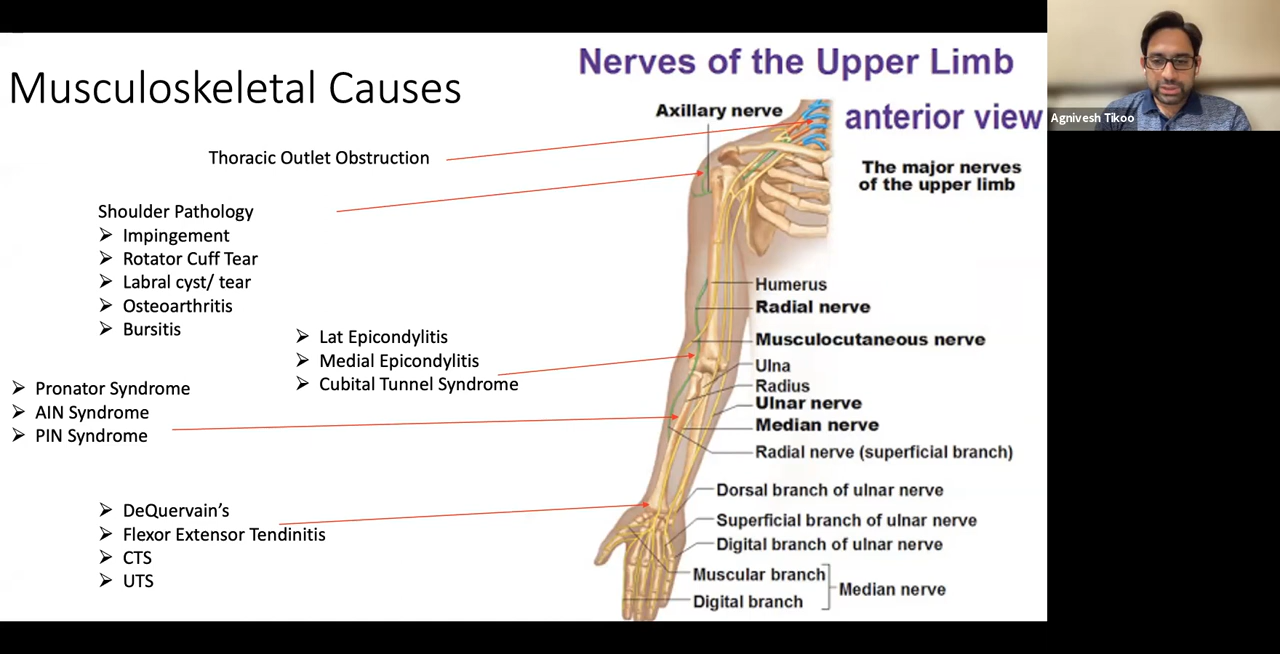 Musculoskeletal Causes
Nerves of the Upper Limb
anterior view
Agnivesh Tikoo
Axillary nerve
The major nerves
of the upper limb
Thoracic Outlet Obstruction
Shoulder Pathology
➢ Impingement
➢ Rotator Cuff Tear
➢ Labral cyst/ tear
➢ Osteoarthritis
➢ Bursitis
➢ Lat Epicondylitis
➢ Medial Epicondylitis
➢ Cubital Tunnel Syndrome
➢ Pronator Syndrome
➢ AIN Syndrome
➢ PIN Syndrome
➢ DeQuervain’s
➢ Flexor Extensor Tendinitis
➢ CTS
➢ UTS
Humerus
Radial nerve
Musculocutaneous nerve
Ulna
Radius
Ulnar nerve
Median nerve
Radial nerve (superficial branch)
Dorsal branch of ulnar nerve
Superficial branch of ulnar nerve
Digital branch of ulnar nerve
Muscular branch
Median nerve
Digital branch